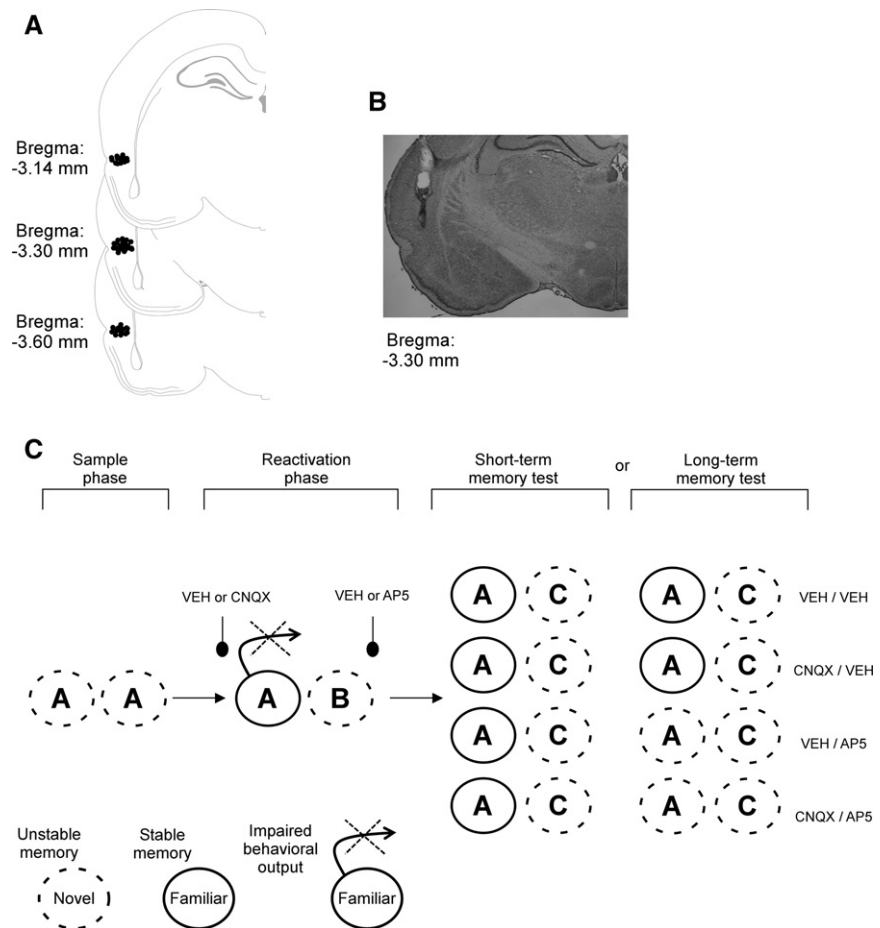 A
Bregma:
-3.14 mm
Bregma:
-3.30 mm
Bregma:
-3.60 mm
B
Bregma:
-3.30 mm
C
Sample
phase
Reactivation
phase
Short-term
memory test
or
Long-term
memory test
VEH or CNQX
VEH or AP5
A A
A B
A C
A C
VEH / VEH
A C
A C
CNQX / VEH
A C
A C
VEH / AP5
A C
A C
CNQX / AP5
Unstable
memory
Novel
Stable
memory
Familiar
Impaired
behavioral
output
Familiar